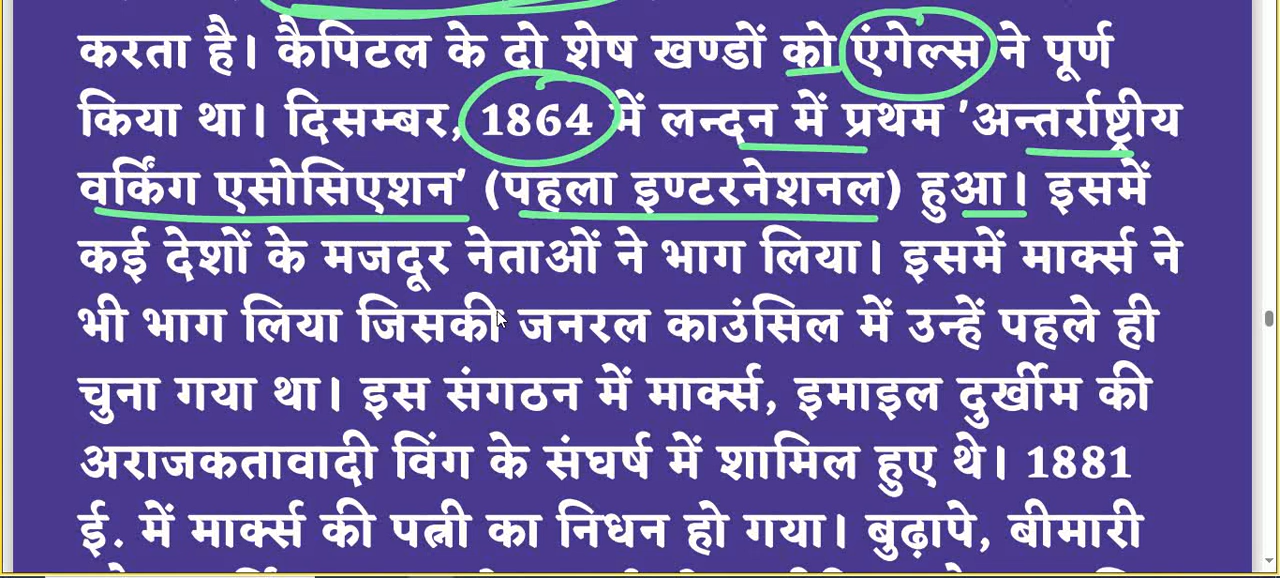 करता है। कैपिटल के दो शेष खण्डों को एंगेल्स ने पूर्ण
किया था। दिसम्बर, 1864 में लन्दन में प्रथम 'अन्तर्राष्ट्रीय
वर्किंग एसोसिएशन' (पहला इण्टरनेशनल) हुआ। इसमें
कई देशों के मजदूर नेताओं ने भाग लिया। इसमें मार्क्स ने
भी भाग लिया जिसकी जनरल काउंसिल में उन्हें पहले ही
चुना गया था। इस संगठन में मार्क्स, इमाइल दुर्खीम की
अराजकतावादी विंग के संघर्ष में शामिल हुए थे। 1881
ई. में मार्क्स की पत्नी का निधन हो गया। बुढ़ापे, बीमारी